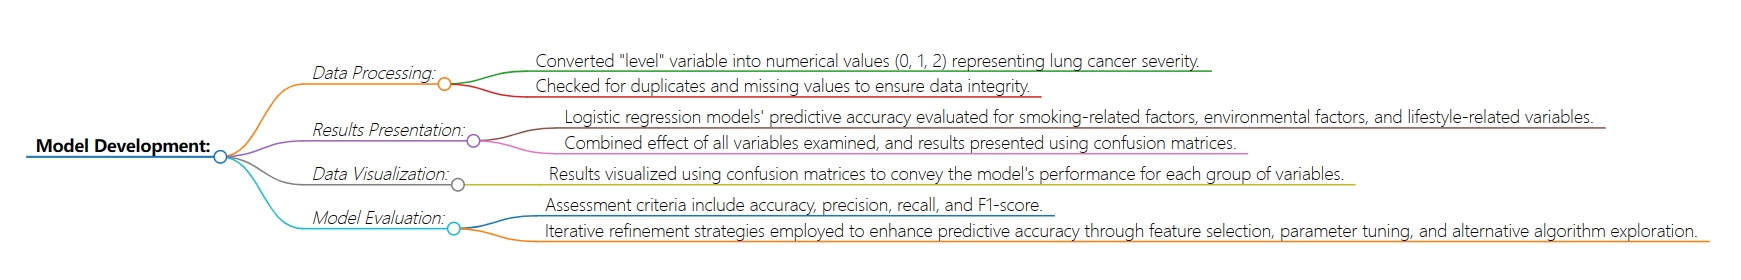 Model Development:
Data Processing:
Converted "level" variable into numerical values (0, 1, 2) representing lung cancer severity.
Checked for duplicates and missing values to ensure data integrity.
Results Presentation:
Logistic regression models' predictive accuracy evaluated for smoking-related factors, environmental factors, and lifestyle-related variables.
Combined effect of all variables examined, and results presented using confusion matrices.
Data Visualization:
Results visualized using confusion matrices to convey the model's performance for each group of variables.
Model Evaluation:
Assessment criteria include accuracy, precision, recall, and F1-score.
Iterative refinement strategies employed to enhance predictive accuracy through feature selection, parameter tuning, and alternative algorithm exploration.